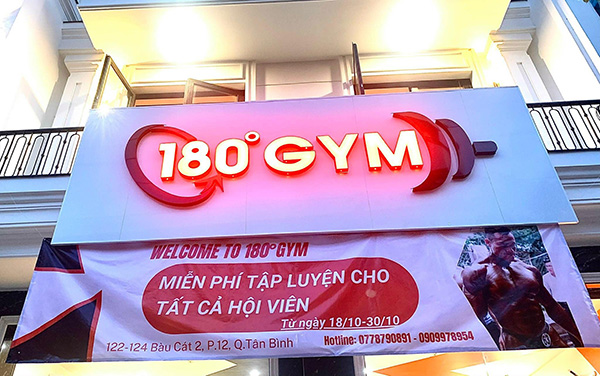 180° GYM
WELCOME TO 180°GYM
MIỄN PHÍ TẬP LUYỆN CHO
TẤT CẢ HỘI VIÊN
Từ ngày 18/10-30/10
Hotline: 0778790891 - 0909978954
122-124 Bàu Cát 2, P.12, Q.Tân Bình